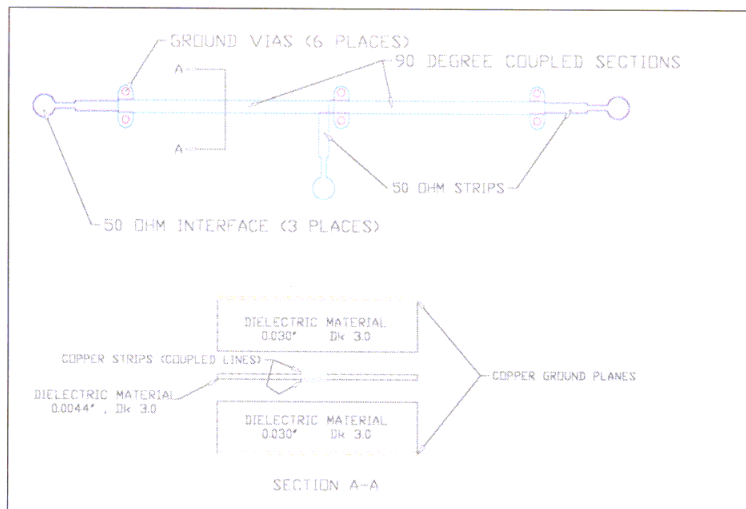 GROUND VIAS (6 PLACES)
A
90 DEGREE COUPLED SECTIONS
A
50 OHM STRIPS
50 OHM INTERFACE (3 PLACES)
DIELECTRIC MATERIAL
0.030" Dk 3.0
COPPER STRIPS (COUPLED LINES)
COPPER GROUND PLANES
DIELECTRIC MATERIAL
0.0044" , Dk 3.0
DIELECTRIC MATERIAL
0.030" Dk 3.0
SECTION A-A